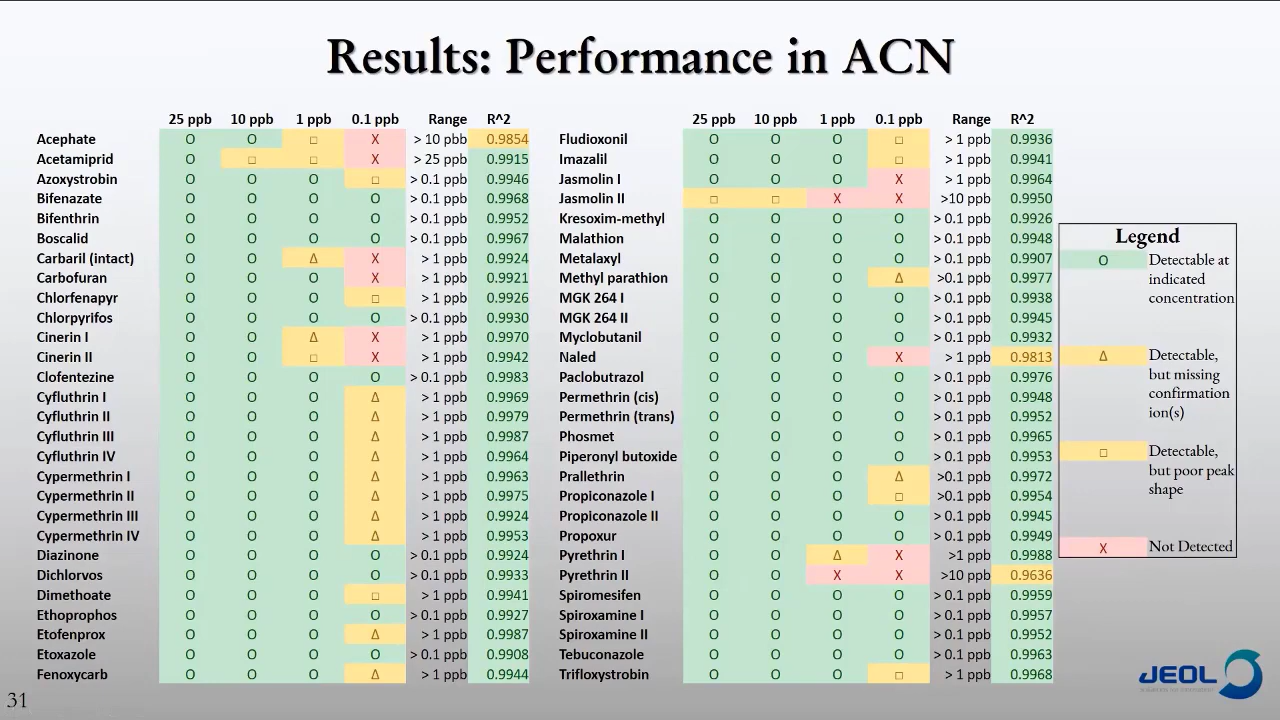 Results: Performance in ACN
25 ppb 10 ppb 1 ppb 0.1 ppb Range R^2
Acephate O O □ X > 10 ppb 0.9854
Acetamiprid O □ □ X > 25 ppb 0.9915
Azoxystrobin O O O □ > 0.1 ppb 0.9946
Bifenazate O O O O > 0.1 ppb 0.9968
Bifenthrin O O O O > 0.1 ppb 0.9952
Boscalid O O O O > 0.1 ppb 0.9967
Carbaril (intact) O O Δ X > 1 ppb 0.9924
Carbofuran O O O X > 1 ppb 0.9921
Chlorfenapyr O O O □ > 1 ppb 0.9926
Chlorpyrifos O O O O > 0.1 ppb 0.9930
Cinerin I O O Δ X > 1 ppb 0.9970
Cinerin II O O □ X > 1 ppb 0.9942
Clofentezine O O O O > 0.1 ppb 0.9983
Cyfluthrin I O O O Δ > 1 ppb 0.9969
Cyfluthrin II O O O Δ > 1 ppb 0.9979
Cyfluthrin III O O O Δ > 1 ppb 0.9987
Cyfluthrin IV O O O Δ > 1 ppb 0.9964
Cypermethrin I O O O Δ > 1 ppb 0.9963
Cypermethrin II O O O Δ > 1 ppb 0.9975
Cypermethrin III O O O Δ > 1 ppb 0.9924
Cypermethrin IV O O O Δ > 1 ppb 0.9953
Diazinone O O O O > 0.1 ppb 0.9924
Dichlorvos O O O O > 0.1 ppb 0.9933
Dimethoate O O O □ > 1 ppb 0.9941
Ethoprophos O O O O > 0.1 ppb 0.9927
Etofenprox O O O Δ > 1 ppb 0.9987
Etoxazole O O O O > 0.1 ppb 0.9908
Fenoxycarb O O O Δ > 1 ppb 0.9944
25 ppb 10 ppb 1 ppb 0.1 ppb Range R^2
Fludioxonil O O O □ > 1 ppb 0.9936
Imazalil O O O □ > 1 ppb 0.9941
Jasmolin I O O O X > 1 ppb 0.9964
Jasmolin II □ □ X X >10 ppb 0.9950
Kresoxim-methyl O O O O > 0.1 ppb 0.9926
Malathion O O O O > 0.1 ppb 0.9948
Metalaxyl O O O O > 0.1 ppb 0.9907
Methyl parathion O O O Δ >0.1 ppb 0.9977
MGK 264 I O O O O > 0.1 ppb 0.9938
MGK 264 II O O O O > 0.1 ppb 0.9945
Myclobutanil O O O O > 0.1 ppb 0.9932
Naled O O O X > 1 ppb 0.9813
Paclobutrazol O O O O > 0.1 ppb 0.9976
Permethrin (cis) O O O O > 0.1 ppb 0.9948
Permethrin (trans) O O O O > 0.1 ppb 0.9952
Phosmet O O O O > 0.1 ppb 0.9965
Piperonyl butoxide O O O O > 0.1 ppb 0.9953
Prallethrin O O O Δ >0.1 ppb 0.9972
Propiconazole I O O O □ >0.1 ppb 0.9954
Propiconazole II O O O O > 0.1 ppb 0.9945
Propoxur O O O O > 0.1 ppb 0.9949
Pyrethrin I O O Δ X >1 ppb 0.9988
Pyrethrin II O O X X >10 ppb 0.9636
Spiromesifen O O O O > 0.1 ppb 0.9959
Spiroxamine I O O O O > 0.1 ppb 0.9957
Spiroxamine II O O O O > 0.1 ppb 0.9952
Tebuconazole O O O O > 0.1 ppb 0.9963
Trifloxystrobin O O O □ > 1 ppb 0.9968
Legend
O Detectable at
indicated
concentration
Δ Detectable,
but missing
confirmation
ion(s)
□ Detectable,
but poor peak
shape
X Not Detected
JEOL
31